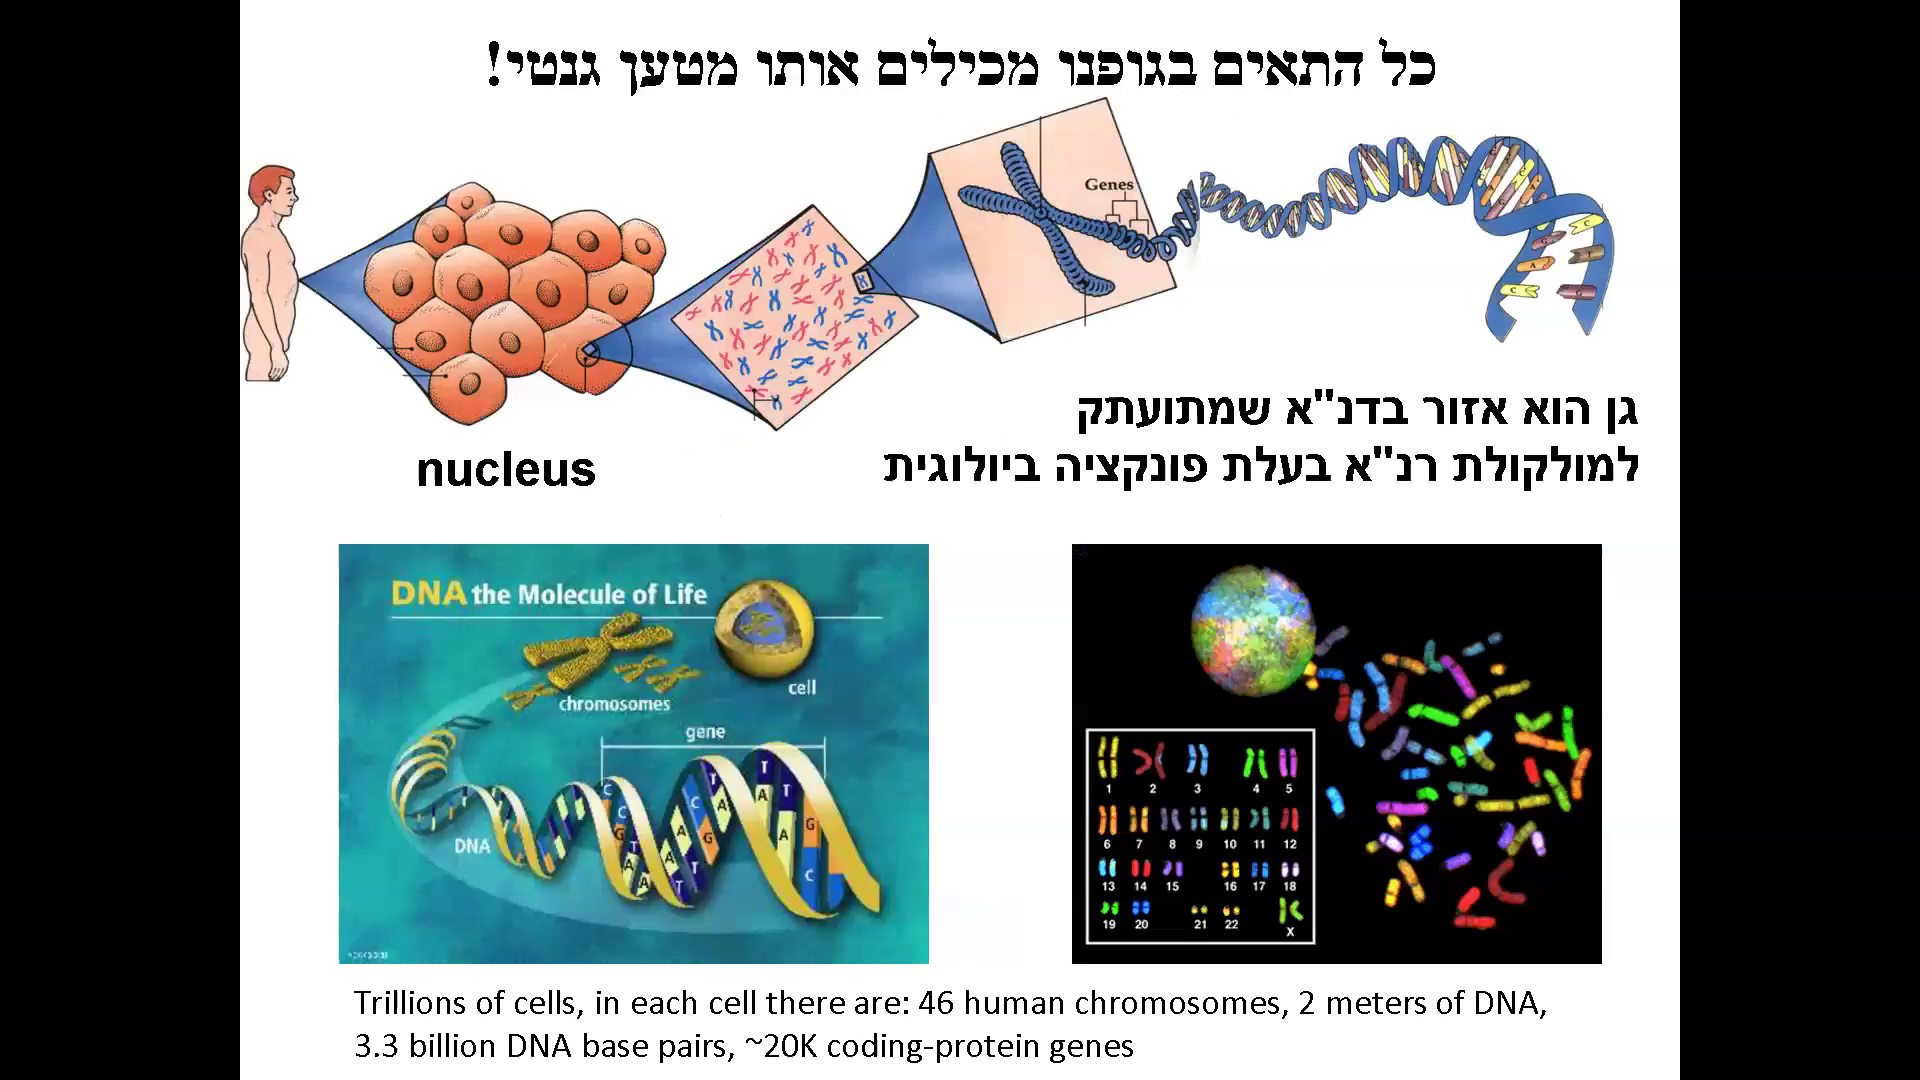 כל התאים בגופנו מכילים אותו מטען גנטי!
Genes
C
A
T
C
G
גן הוא אזור בדנ"א שמתועתק
למולקולת רנ"א בעלת פונקציה ביולוגית
nucleus
DNA the Molecule of Life
cell
chromosomes
gene
DNA
T
T
T
A
A
C
C
C
G
T
A
A
A
G
A
T
T
G
C
1 2 3 4 5
6 7 8 9 10 11 12
13 14 15 16 17 18
19 20 21 22 X
Trillions of cells, in each cell there are: 46 human chromosomes, 2 meters of DNA,
3.3 billion DNA base pairs, ~20K coding-protein genes